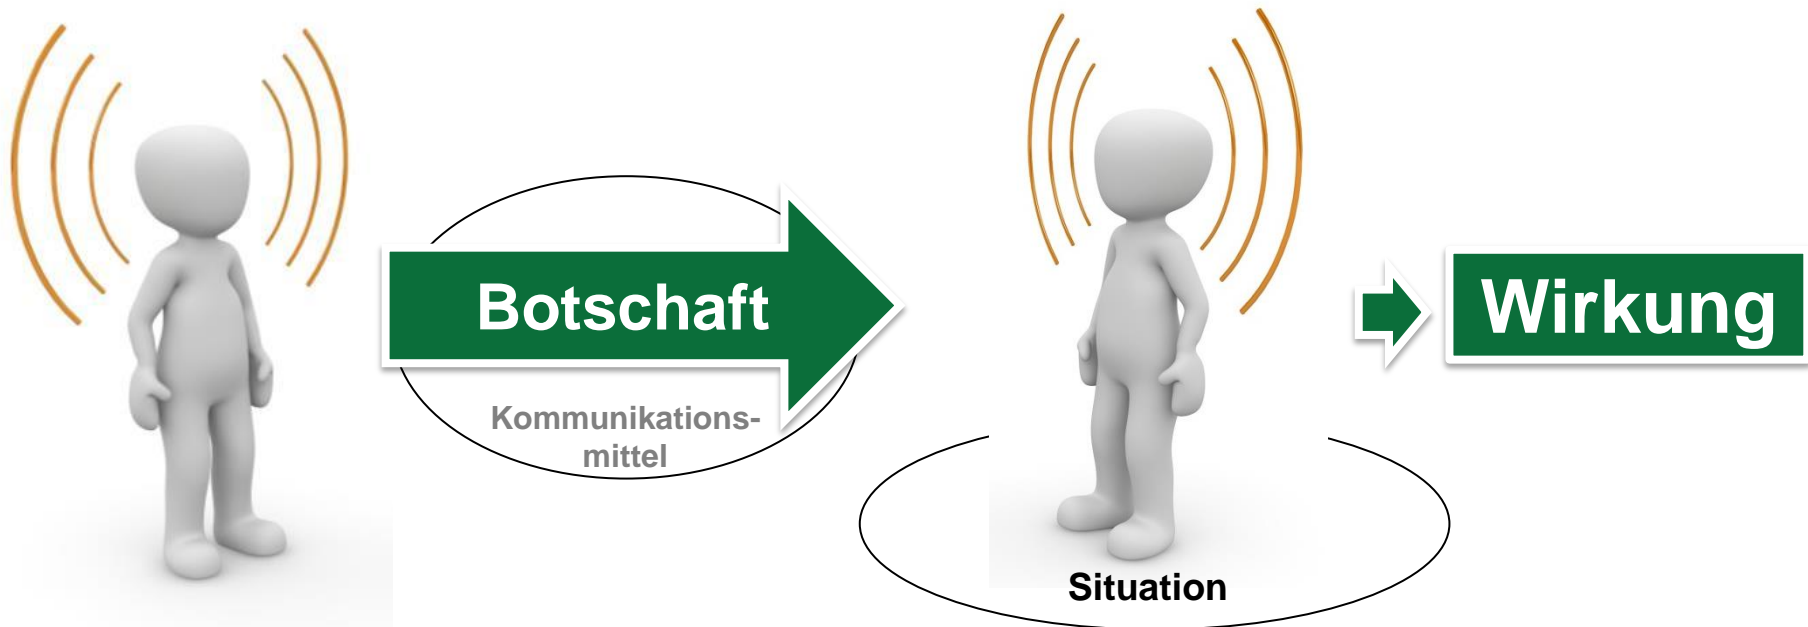 Botschaft
Kommunikations-
mittel
Situation
Wirkung